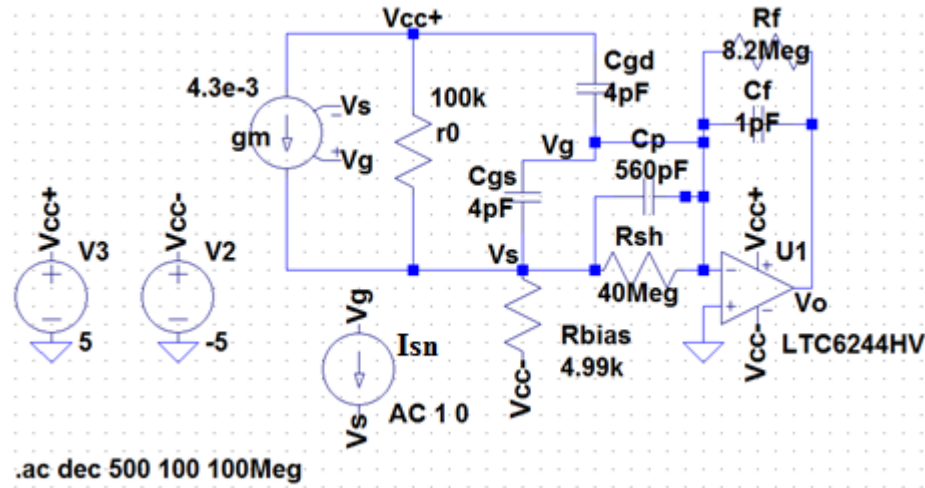 Vcc+
Rf
8.2Meg
Cgd
4pF
Cf
1pF
4.3e-3
Vs
gm
Vg
100k
r0
Vg
Cp
560pF
Cgs
4pF
Vs
Rsh
40Meg
Vcc+
U1
Vo
Vcc-
LTC6244HV
Vcc+
V3
5
Vcc-
V2
-5
Vg
Isn
Vs
AC 1 0
Rbias
4.99k
Vcc-
.ac dec 500 100 100Meg